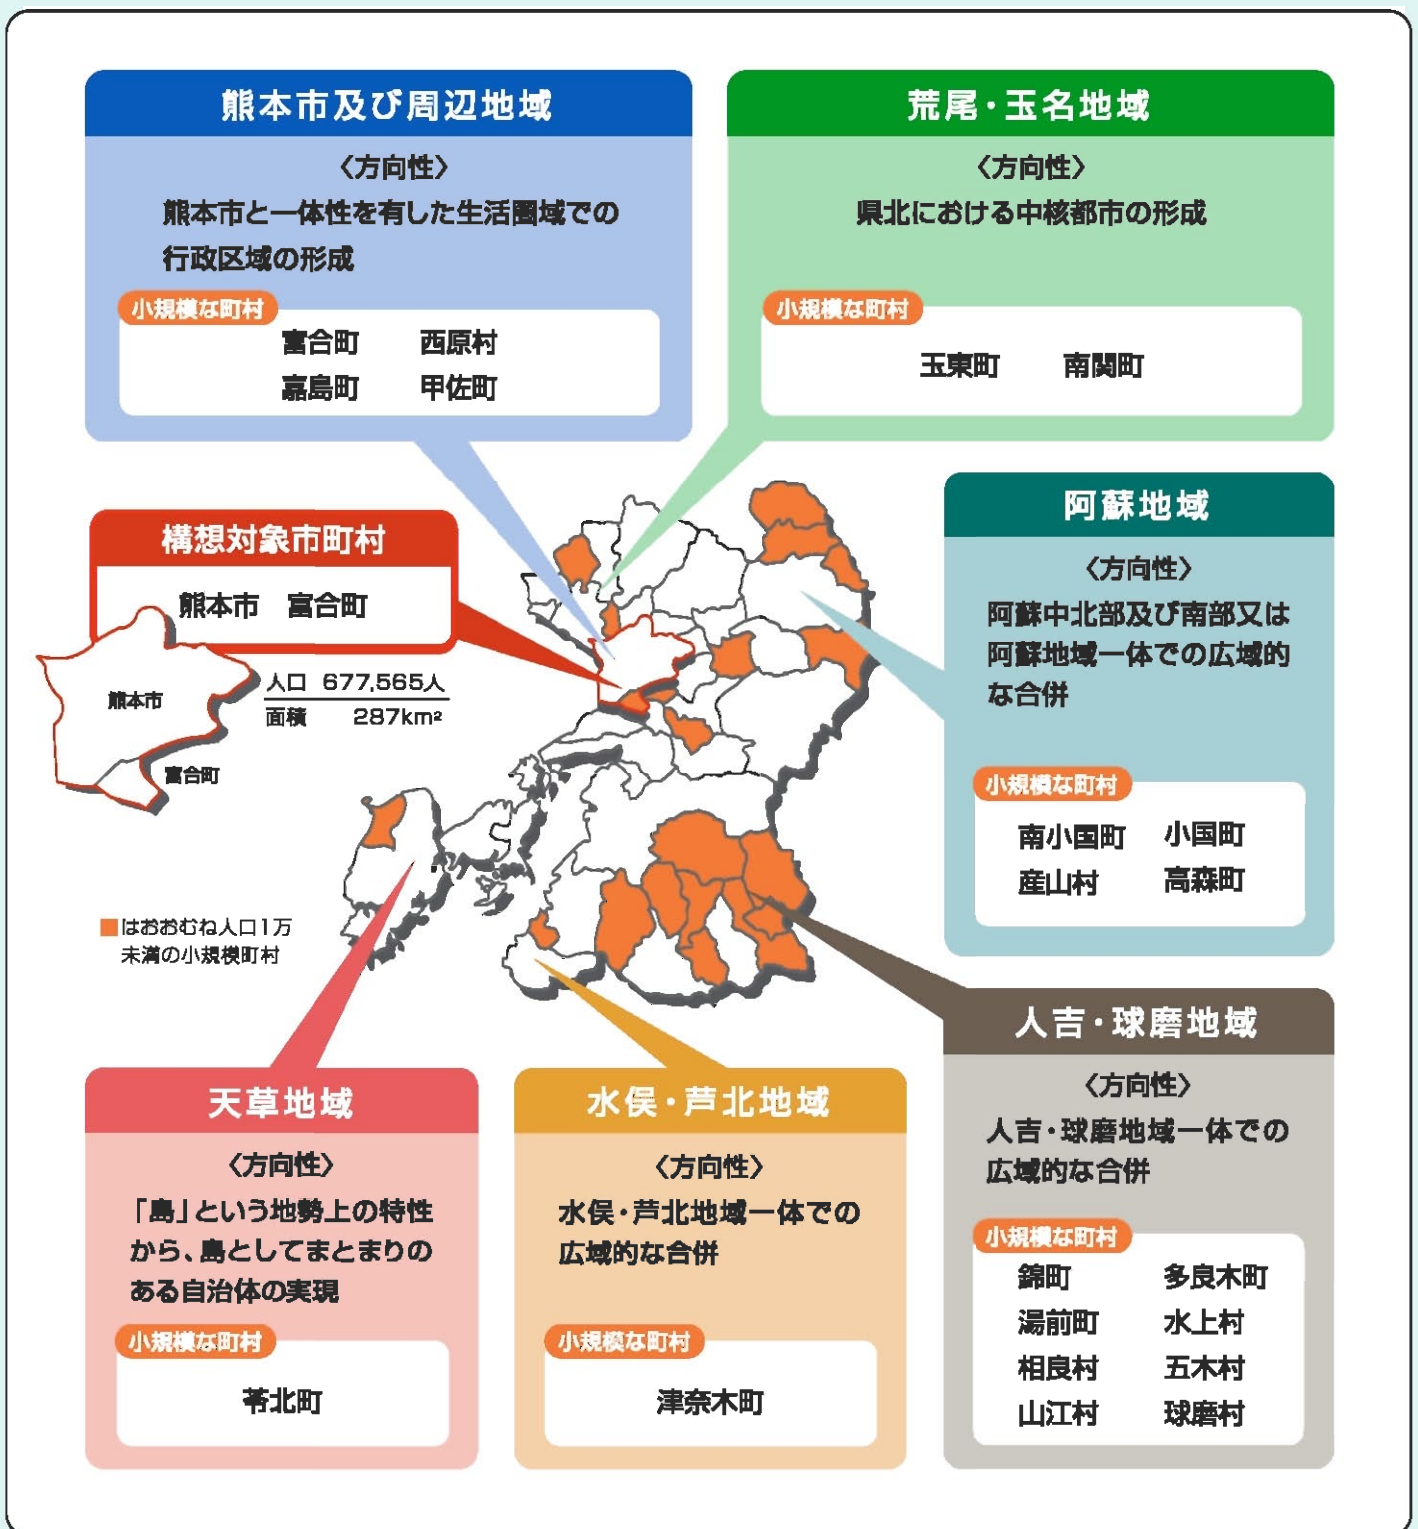 熊本市及び周辺地域
〈方向性〉
熊本市と一体性を有した生活圏域での
行政区域の形成
小規模な町村
富合町 西原村
嘉島町 甲佐町
荒尾・玉名地域
〈方向性〉
県北における中核都市の形成
小規模な町村
玉東町 南関町
構想対象市町村
熊本市 富合町
熊本市
富合町
人口 677,565人
面積 287km²
阿蘇地域
〈方向性〉
阿蘇中北部及び南部又は
阿蘇地域一体での広域的
な合併
小規模な町村
南小国町 小国町
産山村 高森町
■はおおむね人口1万
未満の小規模町村
天草地域
〈方向性〉
「島」という地勢上の特性
から、島としてまとまりの
ある自治体の実現
小規模な町村
苓北町
水俣・芦北地域
〈方向性〉
水俣・芦北地域一体での
広域的な合併
小規模な町村
津奈木町
人吉・球磨地域
〈方向性〉
人吉・球磨地域一体での
広域的な合併
小規模な町村
錦町 多良木町
湯前町 水上村
相良村 五木村
山江村 球磨村